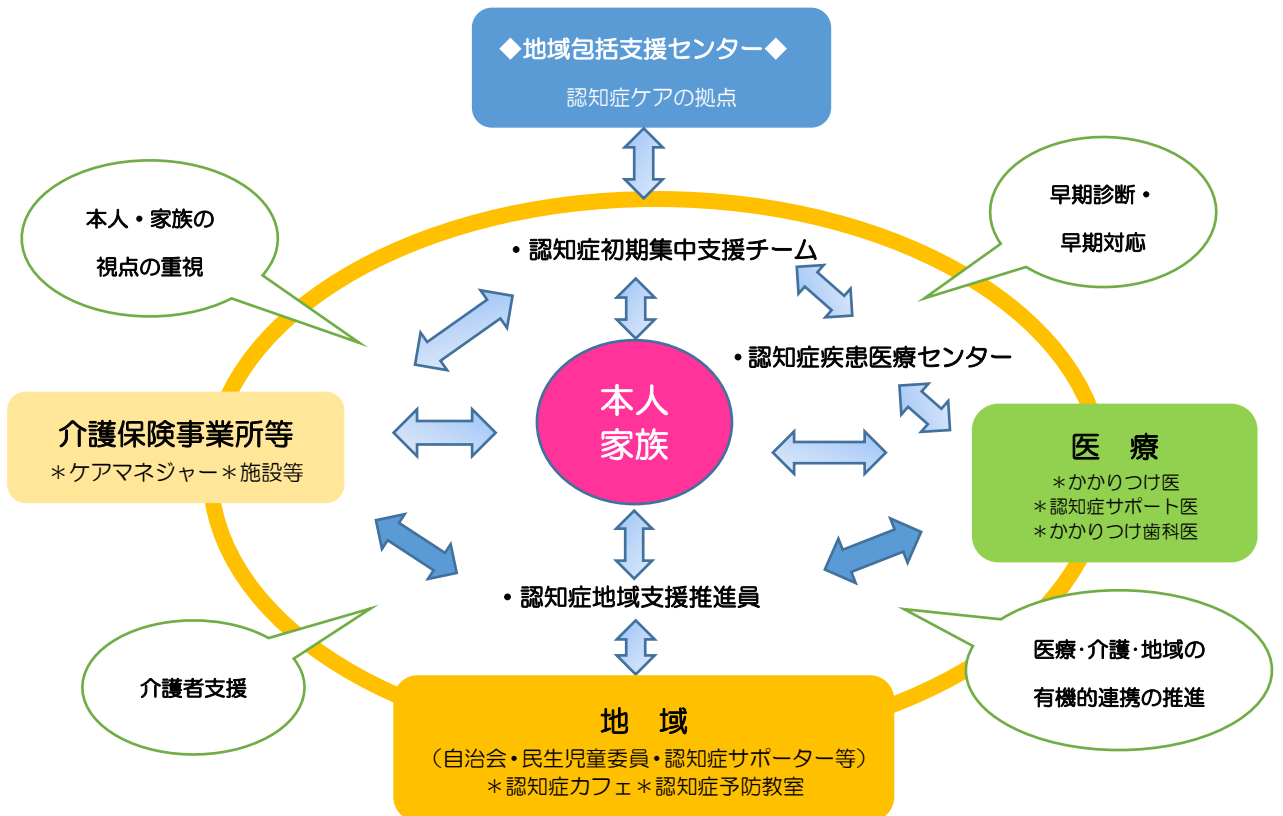 ◆地域包括支援センター◆
認知症ケアの拠点
本人・家族の
視点の重視
早期診断・
早期対応
・認知症初期集中支援チーム
・認知症疾患医療センター
本人
家族
介護保険事業所等
＊ケアマネジャー＊施設等
医　療
＊かかりつけ医
＊認知症サポート医
＊かかりつけ歯科医
・認知症地域支援推進員
介護者支援
医療・介護・地域の
有機的連携の推進
地　域
（自治会・民生児童委員・認知症サポーター等）
＊認知症カフェ＊認知症予防教室